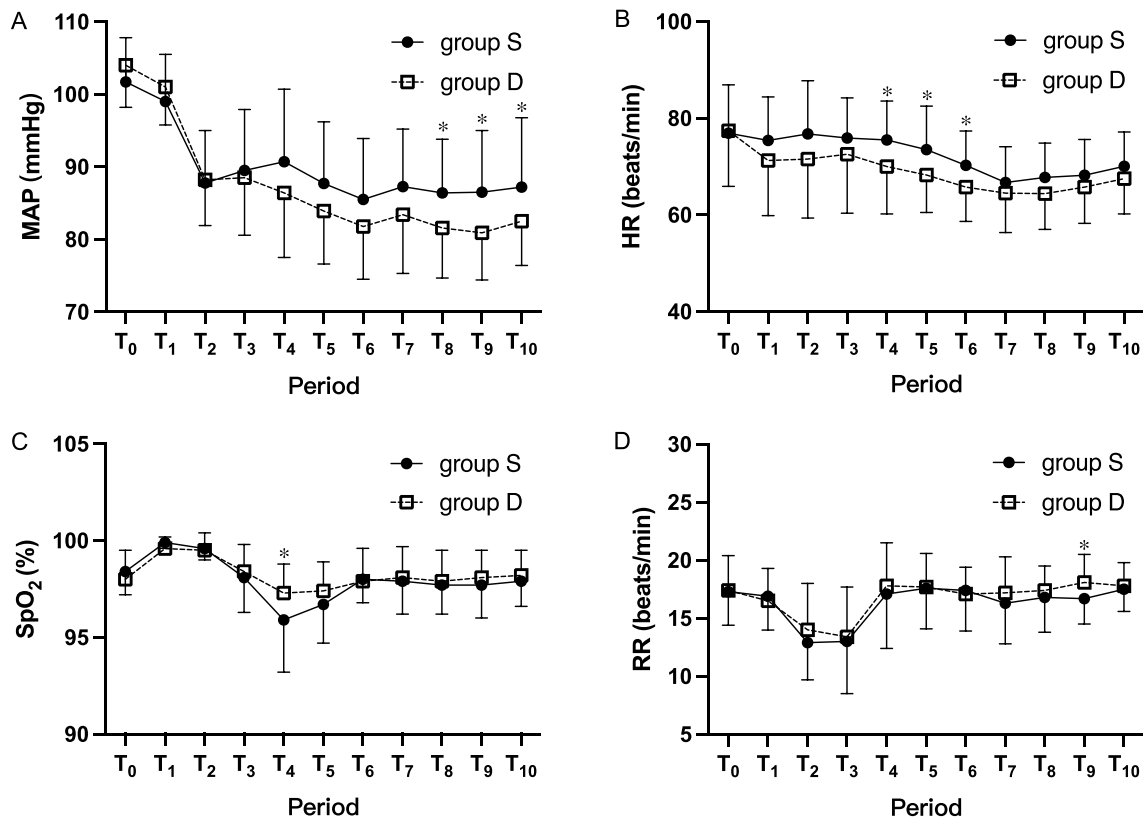 A
MAP (mmHg)
110
100
90
80
70
group S
group D
* * *
T0 T1 T2 T3 T4 T5 T6 T7 T8 T9 T10
Period
B
HR (beats/min)
100
80
60
40
group S
group D
* * *
T0 T1 T2 T3 T4 T5 T6 T7 T8 T9 T10
Period
C
SpO2 (%)
105
100
95
90
group S
group D
*
T0 T1 T2 T3 T4 T5 T6 T7 T8 T9 T10
Period
D
RR (beats/min)
30
25
20
15
10
5
group S
group D
*
T0 T1 T2 T3 T4 T5 T6 T7 T8 T9 T10
Period